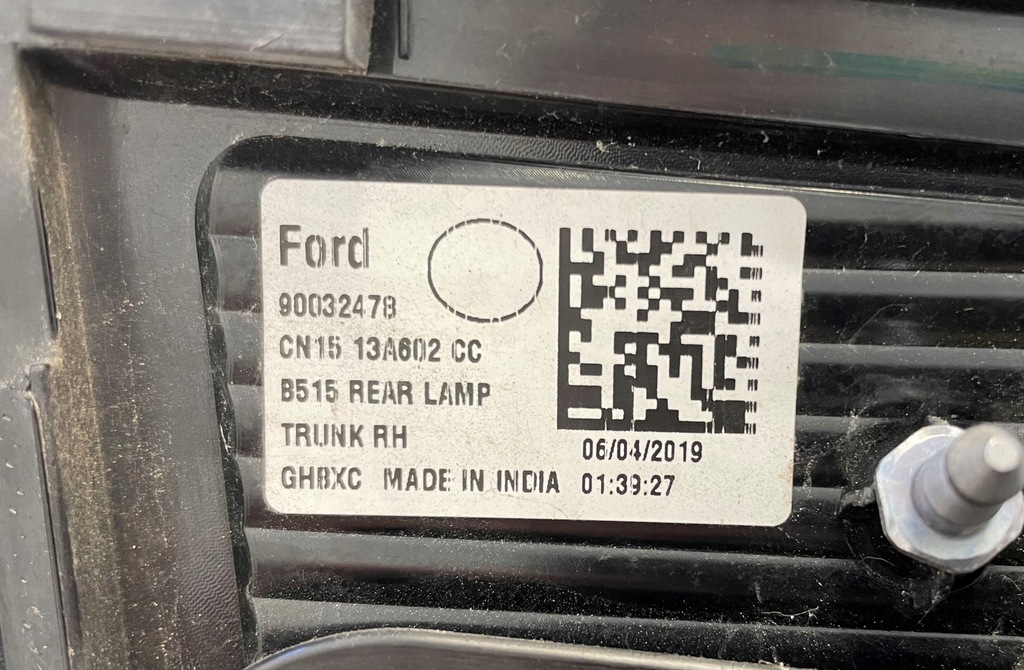 Ford
90032478
CN15 13A602 CC
B515 REAR LAMP
TRUNK RH
06/04/2019
GHBXC MADE IN INDIA 01:39:27